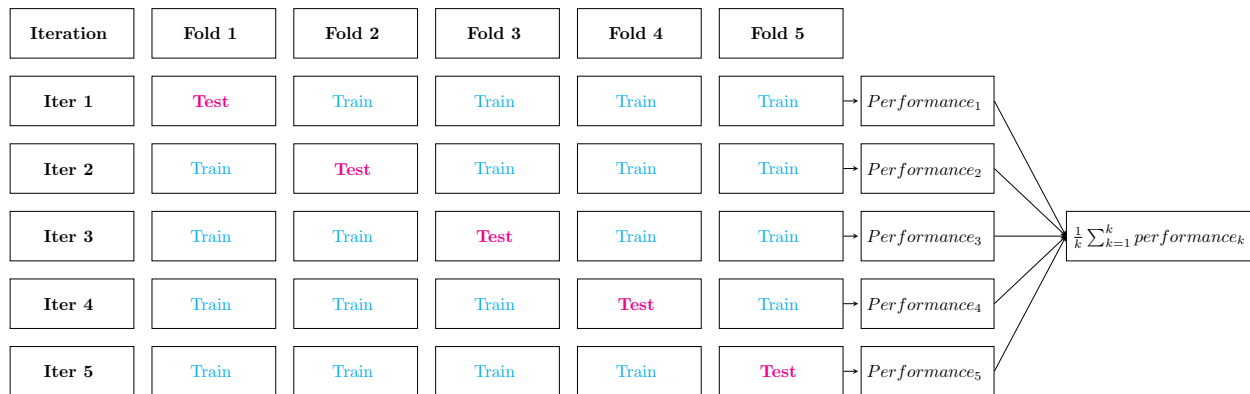 Iteration Fold 1 Fold 2 Fold 3 Fold 4 Fold 5
Iter 1 Test Train Train Train Train Performance₁
Iter 2 Train Test Train Train Train Performance₂
Iter 3 Train Train Test Train Train Performance₃ 1/k ∑ₖ₌₁ᵏ performanceₖ
Iter 4 Train Train Train Test Train Performance₄
Iter 5 Train Train Train Train Test Performance₅